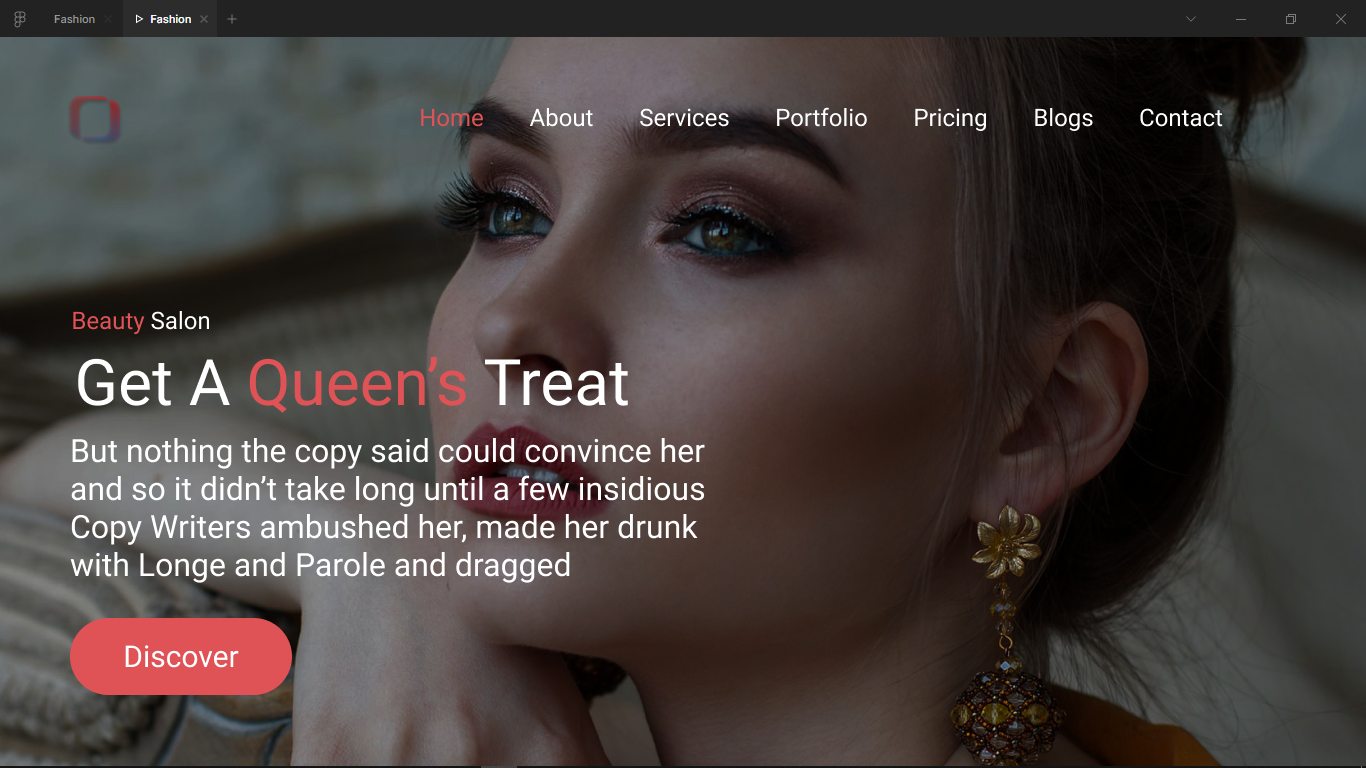 Fashion
Fashion
Home About Services Portfolio Pricing Blogs Contact
Beauty Salon
Get A Queen’s Treat
But nothing the copy said could convince her
and so it didn’t take long until a few insidious
Copy Writers ambushed her, made her drunk
with Longe and Parole and dragged
Discover